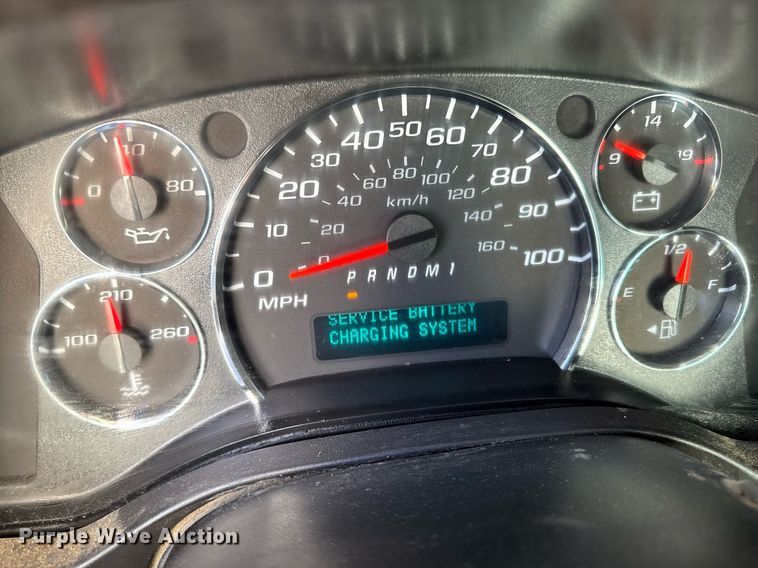 0 40 80
100 210 260
0 10 20 30 40 50 60 70 80 90 100
0 20 40 60 80 100 120 140 160
km/h
MPH
P R N D M 1
SERVICE BATTERY
CHARGING SYSTEM
9 14 19
E 1/2 F
Purple Wave Auction